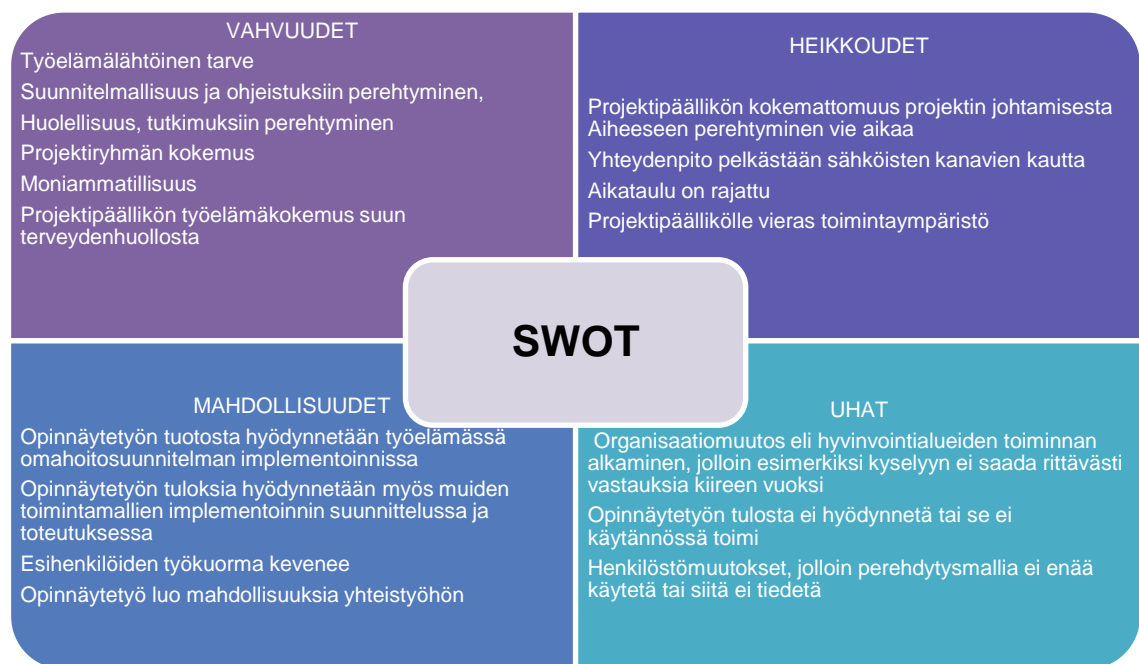 VAHVUUDET
Työelämälähtöinen tarve
Suunnitelmallisuus ja ohjeistuksiin perehtyminen,
Huolellisuus, tutkimuksiin perehtyminen
Projektiryhmän kokemus
Moniammatillisuus
Projektipäällikön työelämäkokemus suun
terveydenhuollosta
HEIKKOUDET
Projektipäällikön kokemattomuus projektin johtamisesta
Aiheeseen perehtyminen vie aikaa
Yhteydenpito pelkästään sähköisten kanavien kautta
Aikataulu on rajattu
Projektipäällikölle vieras toimintaympäristö
SWOT
MAHDOLLISUUDET
Opinnäytetyön tuotosta hyödynnetään työelämässä
omahoitosuunnitelman implementoinnissa
Opinnäytetyön tuloksia hyödynnetään myös muiden
toimintamallien implementoinnin suunnittelussa ja
toteutuksessa
Esihenkilöiden työkuorma kevenee
Opinnäytetyö luo mahdollisuuksia yhteistyöhön
UHAT
Organisaatiomuutos eli hyvinvointialueiden toiminnan
alkaminen, jolloin esimerkiksi kyselyyn ei saada riittävästi
vastauksia kiireen vuoksi
Opinnäytetyön tulosta ei hyödynnetä tai se ei
käytännössä toimi
Henkilöstömuutokset, jolloin perehdytysmallia ei enää
käytetä tai siitä ei tiedetä